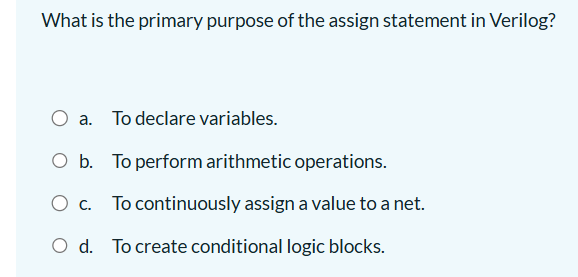 What is the primary purpose of the assign statement in Verilog?
a. To declare variables.
b. To perform arithmetic operations.
c. To continuously assign a value to a net.
d. To create conditional logic blocks.